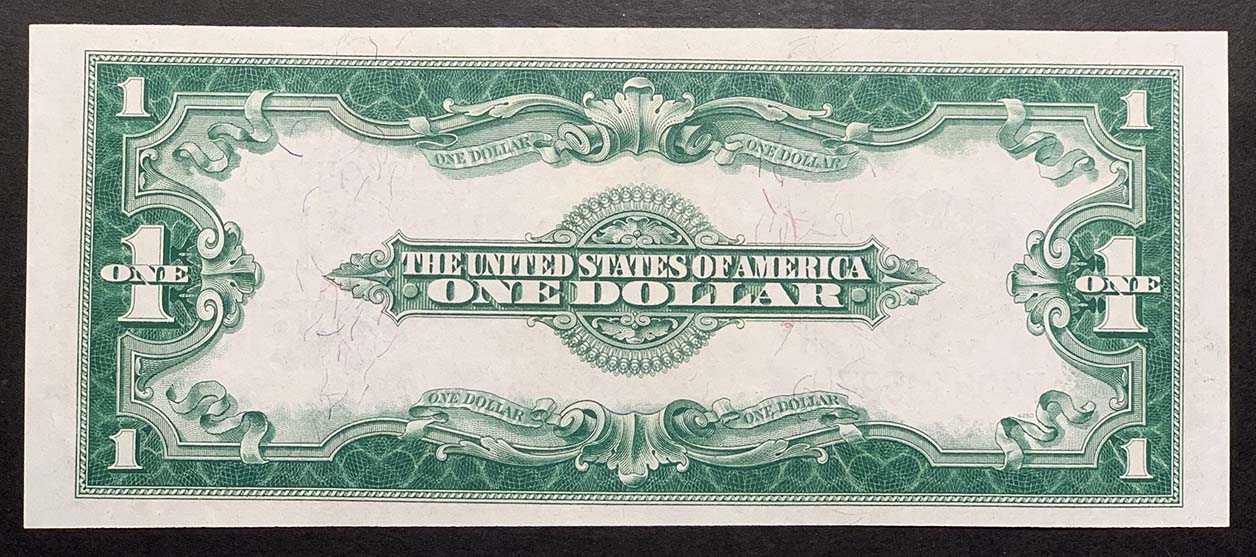 1 1
ONE DOLLAR ONE DOLLAR
1 1
ONE ONE
THE UNITED STATES OF AMERICA
ONE DOLLAR
ONE DOLLAR ONE DOLLAR
1 1